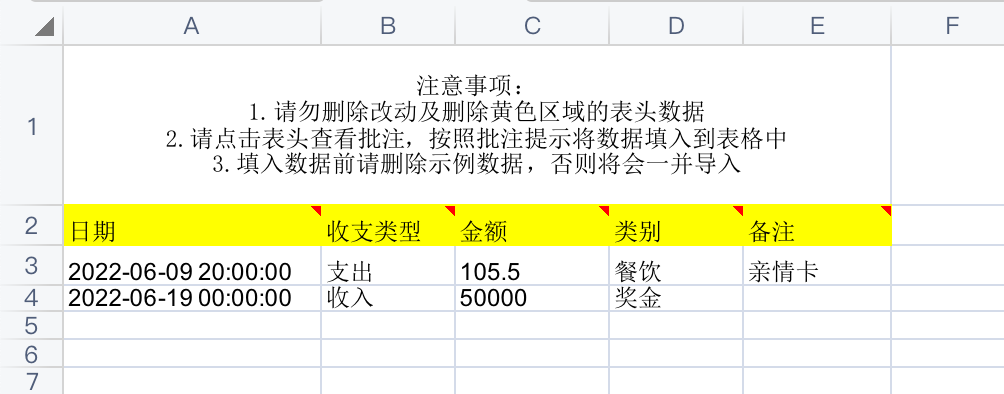 A B C D E F
1
注意事项：
1.请勿删除改动及删除黄色区域的表头数据
2.请点击表头查看批注，按照批注提示将数据填入到表格中
3.填入数据前请删除示例数据，否则将会一并导入
2 日期 收支类型 金额 类别 备注
3 2022-06-09 20:00:00 支出 105.5 餐饮 亲情卡
4 2022-06-19 00:00:00 收入 50000 奖金
5
6
7